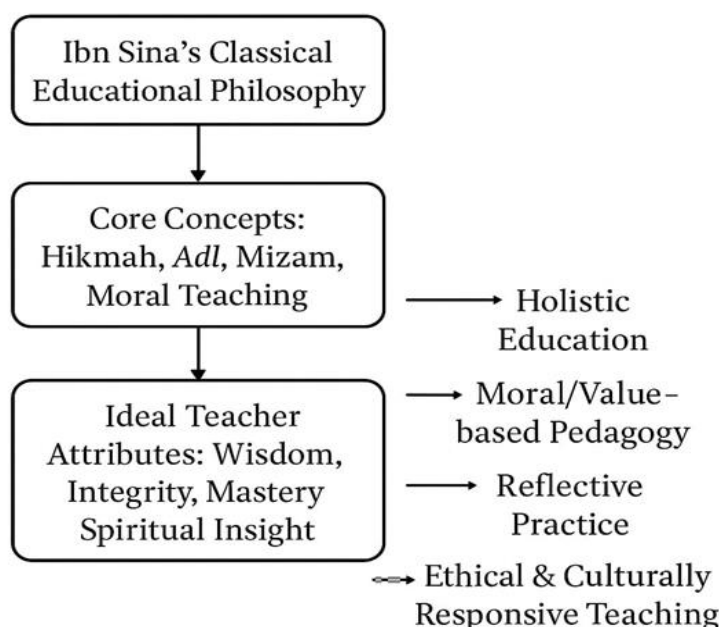 Ibn Sina’s Classical
Educational Philosophy
Core Concepts:
Hikmah, Adl, Mizam,
Moral Teaching
Holistic
Education
Ideal Teacher
Attributes: Wisdom,
Integrity, Mastery
Spiritual Insight
Moral/Value–
based Pedagogy
Reflective
Practice
Ethical & Culturally
Responsive Teaching